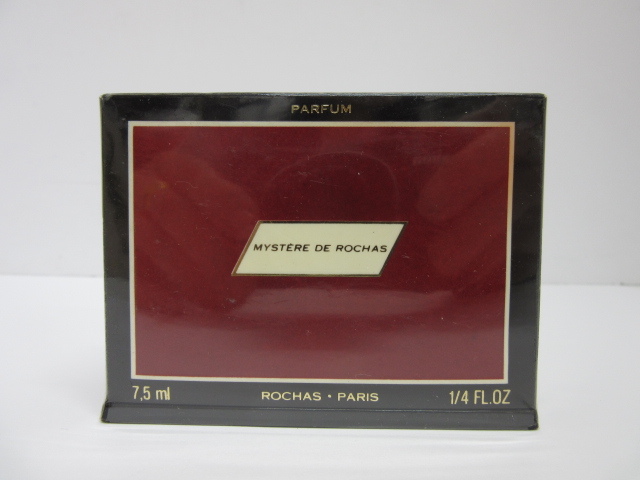 PARFUM
MYSTÈRE DE ROCHAS
7,5 ml
ROCHAS • PARIS
1/4 FL.OZ